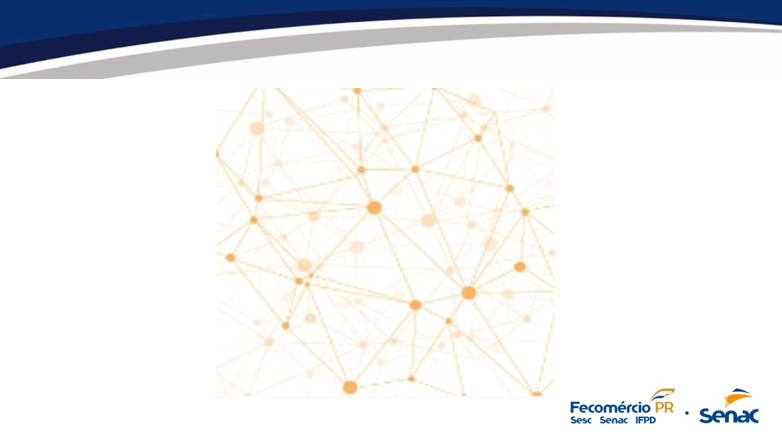 Fecomércio PR
Sesc Senac IFPD
Senac